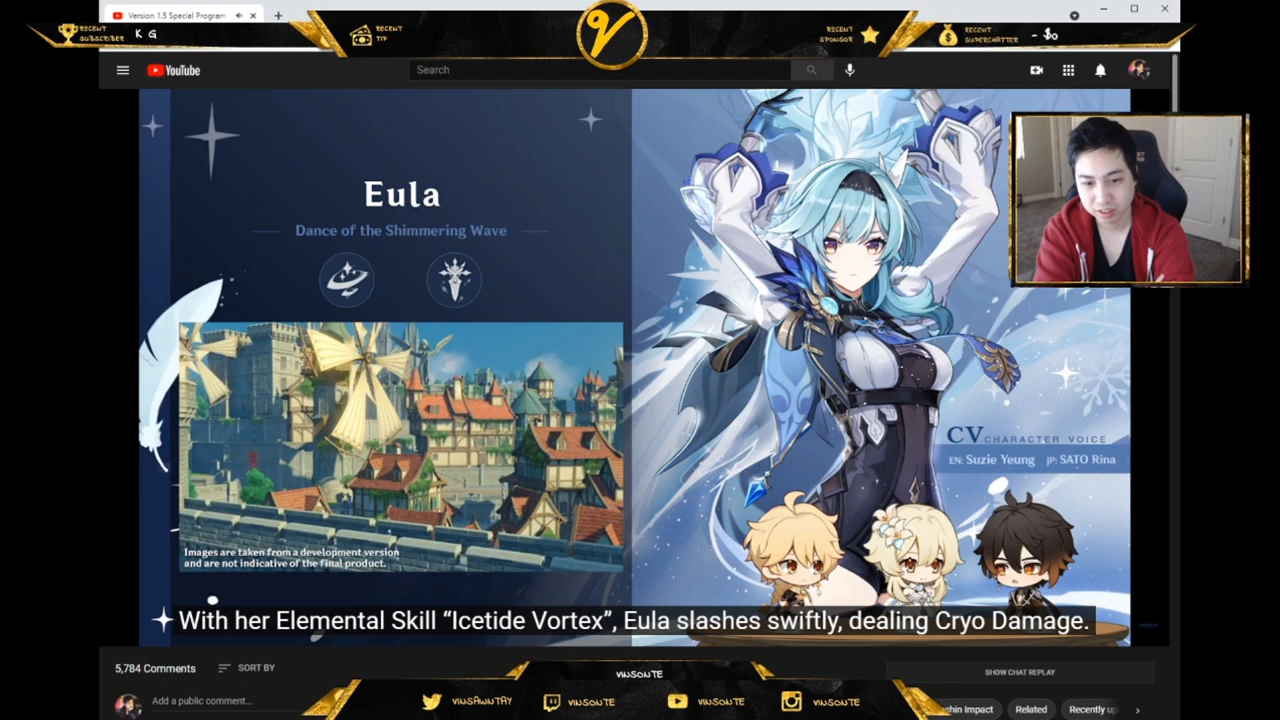 Version 1.5 Special Program
RECENT
SUBSCRIBER
K G
RECENT
TIP
RECENT
SPONSOR
RECENT
SUPERCHATTER
YouTube
Search
Eula
Dance of the Shimmering Wave
CV CHARACTER VOICE
EN: Suzie Yeung JP: SATO Rina
Images are taken from a development version
and are not indicative of the final product.
With her Elemental Skill “Icetide Vortex”, Eula slashes swiftly, dealing Cryo Damage.
5,784 Comments
SORT BY
SHOW CHAT REPLAY
VINSONTE
Add a public comment...
VINSAWNTAY
VINSONTE
VINSONTE
VINSONTE
shin Impact
Related
Recently up